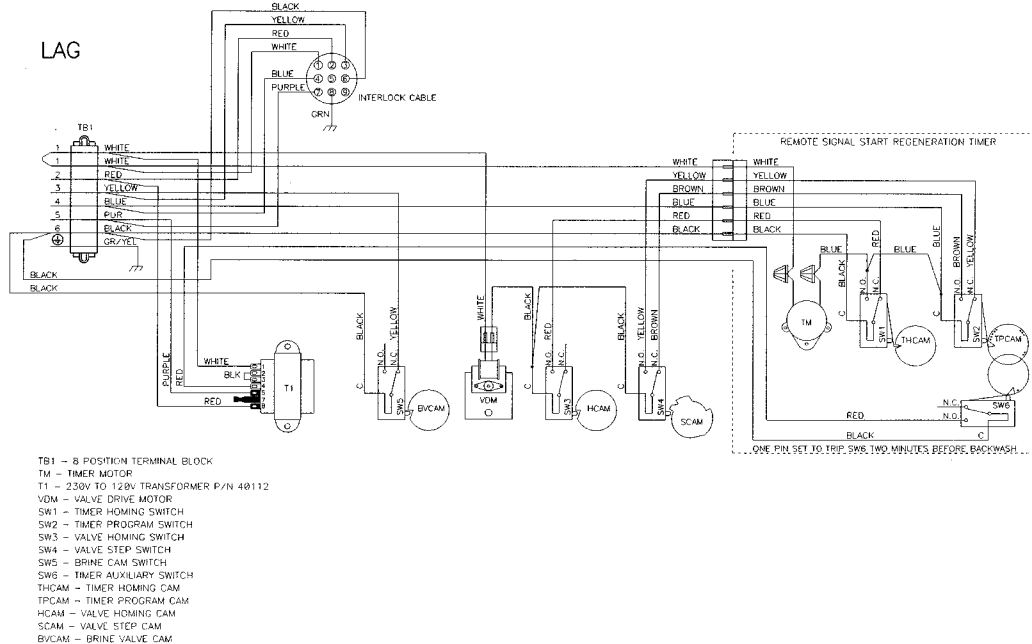 BLACK
YELLOW
RED
WHITE
LAG
1 2 3
BLUE
4 5 6
PURPLE
7 8 9
INTERLOCK CABLE
GRN
TB1
REMOTE SIGNAL START REGENERATION TIMER
1 WHITE
1 WHITE
2 RED
3 YELLOW
4 BLUE
5 PUR
6 BLACK
GR/YEL
WHITE WHITE
YELLOW YELLOW
BROWN BROWN
BLUE BLUE
RED RED
BLACK BLACK
BLACK
BLACK
BLUE
BLACK
RED
BLUE
BLUE
BROWN
YELLOW
N.O.
N.C.
C
SW1
THCAM
N.O.
N.C.
C
SW2
TPCAM
TM
PURPLE
RED
WHITE
BLK
RED
T1
BLACK
YELLOW
N.O.
N.C.
C
SW5
BVCAM
WHITE
VDM
BLACK
RED
N.O.
N.C.
C
SW3
HCAM
BLACK
YELLOW
BROWN
N.O.
N.C.
C
SW4
SCAM
SW6
N.C.
RED N.O.
BLACK C
ONE PIN SET TO TRIP SW6 TWO MINUTES BEFORE BACKWASH
TB1 – 8 POSITION TERMINAL BLOCK
TM – TIMER MOTOR
T1 – 230V TO 120V TRANSFORMER P/N 40112
VDM – VALVE DRIVE MOTOR
SW1 – TIMER HOMING SWITCH
SW2 – TIMER PROGRAM SWITCH
SW3 – VALVE HOMING SWITCH
SW4 – VALVE STEP SWITCH
SW5 – BRINE CAM SWITCH
SW6 – TIMER AUXILIARY SWITCH
THCAM – TIMER HOMING CAM
TPCAM – TIMER PROGRAM CAM
HCAM – VALVE HOMING CAM
SCAM – VALVE STEP CAM
BVCAM – BRINE VALVE CAM